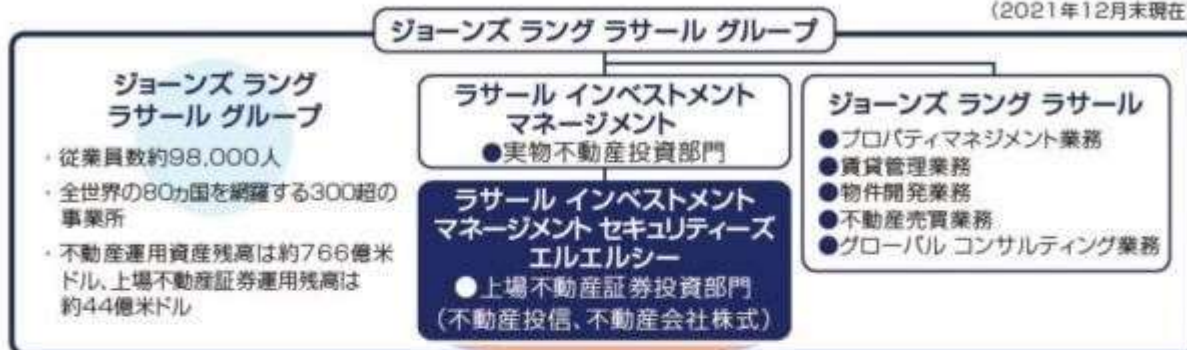 (2021年12月末現在
ジョーンズ ラング ラサール グループ
ジョーンズ ラング
ラサール グループ
・従業員数約98,000人
・全世界の80ヵ国を網羅する300超の
事業所
・不動産運用資産残高は約766億米
ドル、上場不動産証券運用残高は
約44億米ドル
ラサール インベストメント
マネージメント
●実物不動産投資部門
ラサール インベストメント
マネージメント セキュリティーズ
エルエルシー
●上場不動産証券投資部門
(不動産投信、不動産会社株式)
ジョーンズ ラング ラサール
●プロパティマネジメント業務
●賃貸管理業務
●物件開発業務
●不動産売買業務
●グローバル コンサルティング業務